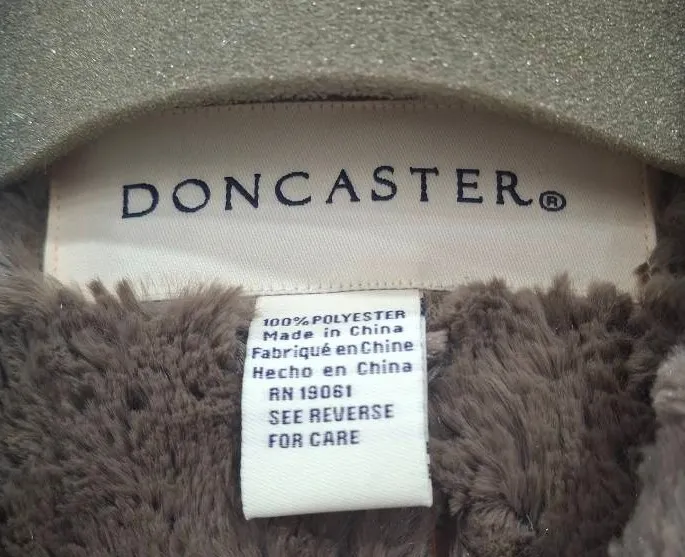 DONCASTER®
100% POLYESTER
Made in China
Fabriqué en Chine
Hecho en China
RN 19061
SEE REVERSE
FOR CARE